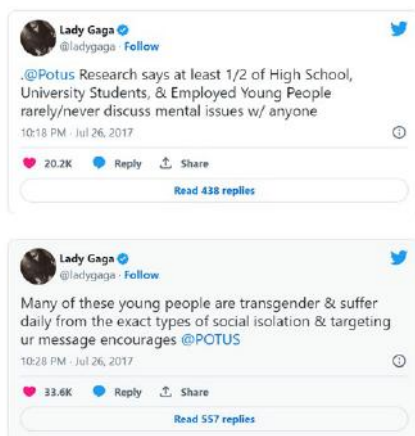 Lady Gaga
@ladygaga · Follow
.@Potus Research says at least 1/2 of High School,
University Students, & Employed Young People
rarely/never discuss mental issues w/ anyone
10:18 PM · Jul 26, 2017
20.2K Reply Share
Read 438 replies
Lady Gaga
@ladygaga · Follow
Many of these young people are transgender & suffer
daily from the exact types of social isolation & targeting
ur message encourages @POTUS
10:28 PM · Jul 26, 2017
33.6K Reply Share
Read 557 replies